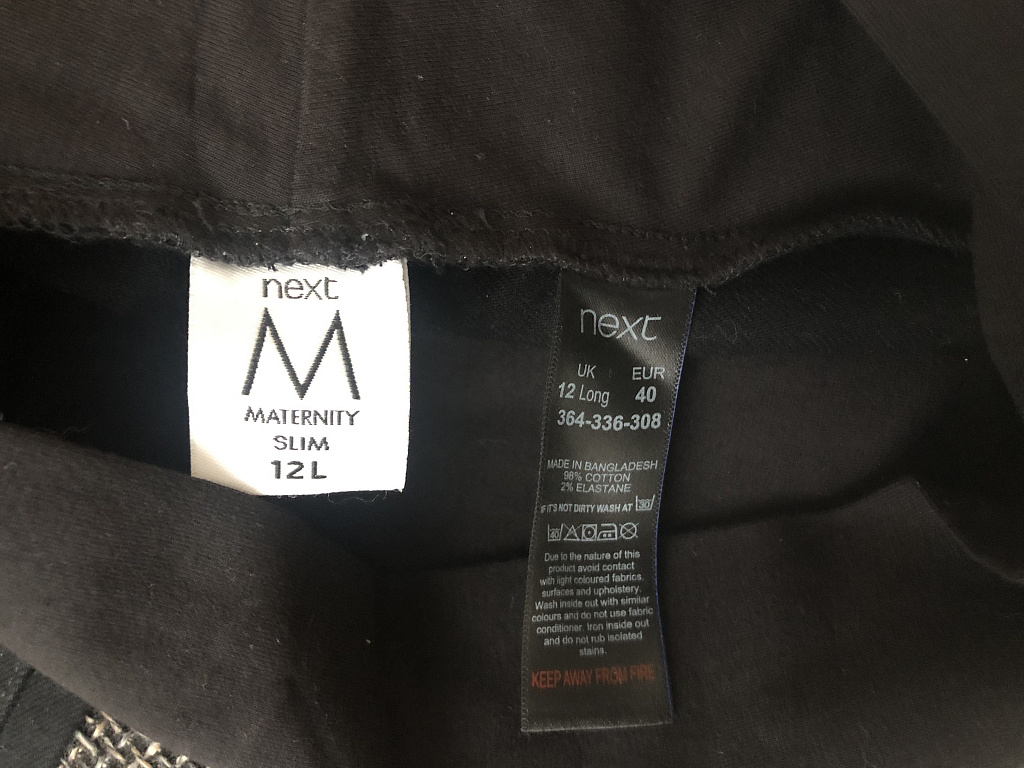 next
M
MATERNITY
SLIM
12L
next
UK EUR
12 Long 40
364-336-308
MADE IN BANGLADESH
98% COTTON
2% ELASTANE
IF IT'S NOT DIRTY WASH AT 30
40
Due to the nature of this
product avoid contact
with light coloured fabrics,
surfaces and upholstery.
Wash inside out with similar
colours and do not use fabric
conditioner. Iron inside out
and do not rub isolated
stains.
KEEP AWAY FROM FIRE